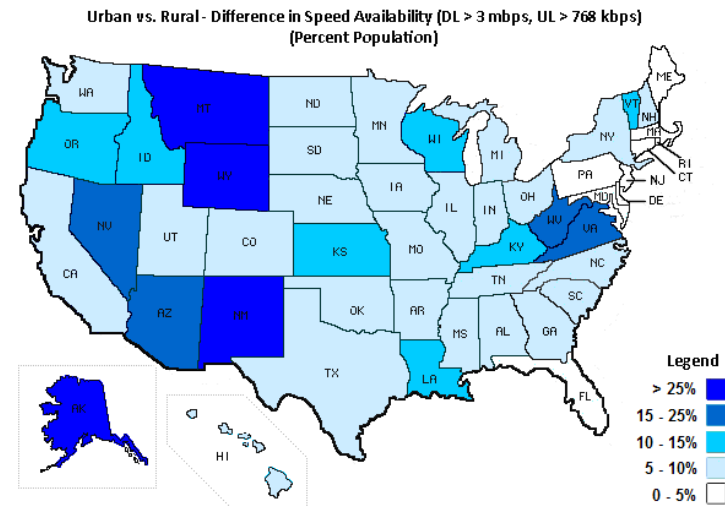 Urban vs. Rural - Difference in Speed Availability (DL > 3 mbps, UL > 768 kbps)
(Percent Population)
ME
WA
MT
ND
MN
VT
NH
OR
ID
WI
NY
MA
SD
MI
WY
RI
CT
PA
NJ
IA
NE
OH
MD
DE
NV
IL
IN
WV
UT
CO
VA
KS
MO
KY
CA
NC
TN
AZ
NM
OK
AR
SC
MS
AL
GA
TX
LA
FL
AK
HI
Legend
> 25%
15 - 25%
10 - 15%
5 - 10%
0 - 5%